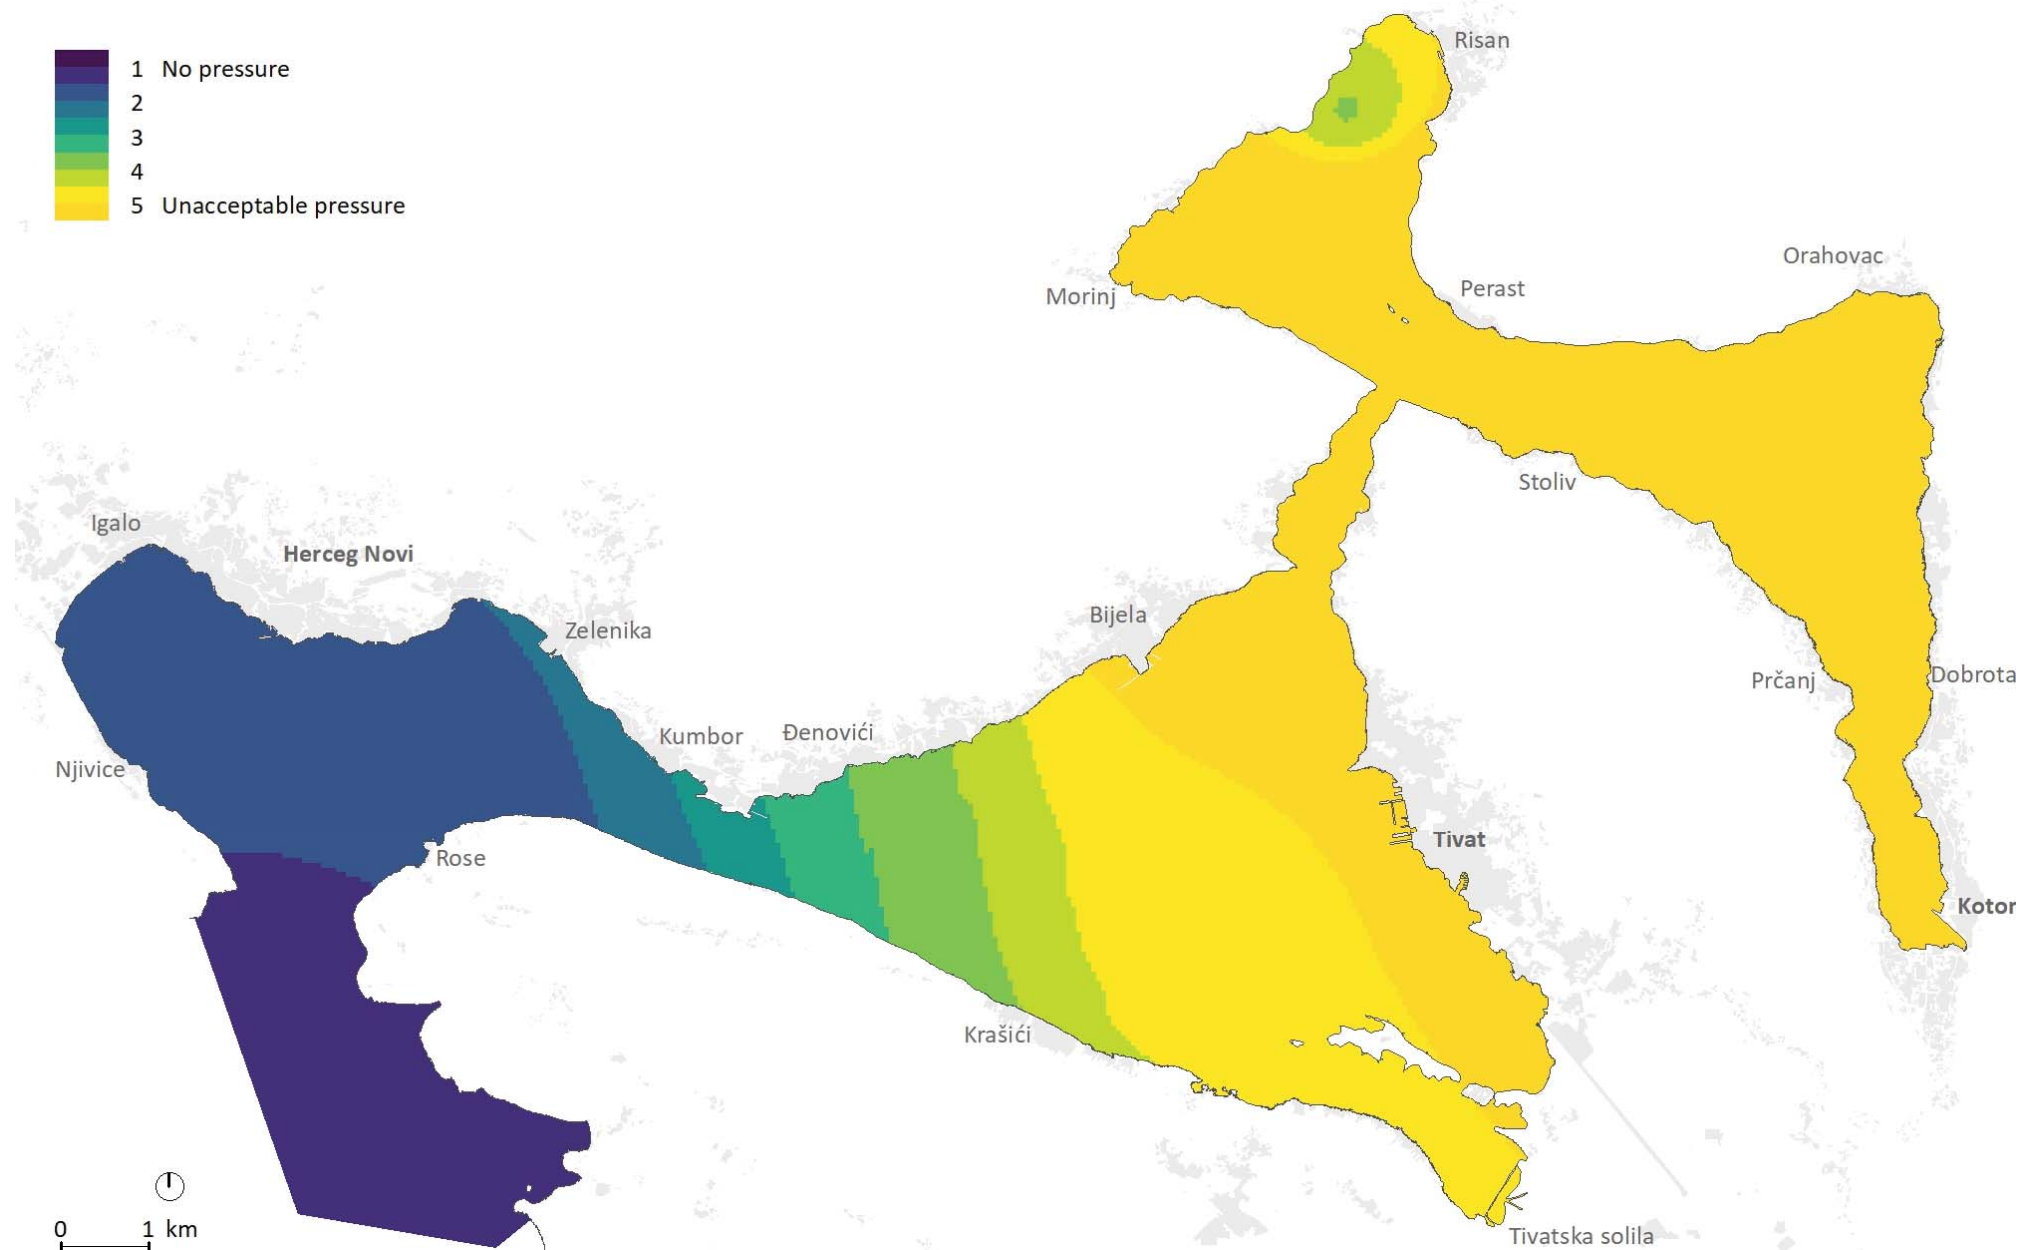 Risan
1 No pressure
2
3
4
5 Unacceptable pressure
Orahovac
Perast
Morinj
Stoliv
Igalo
Herceg Novi
Bijela
Zelenika
Prčanj
Dobrota
Kumbor
Đenovići
Njivice
Tivat
Rose
Kotor
Krašići
0 1 km
Tivatska solila